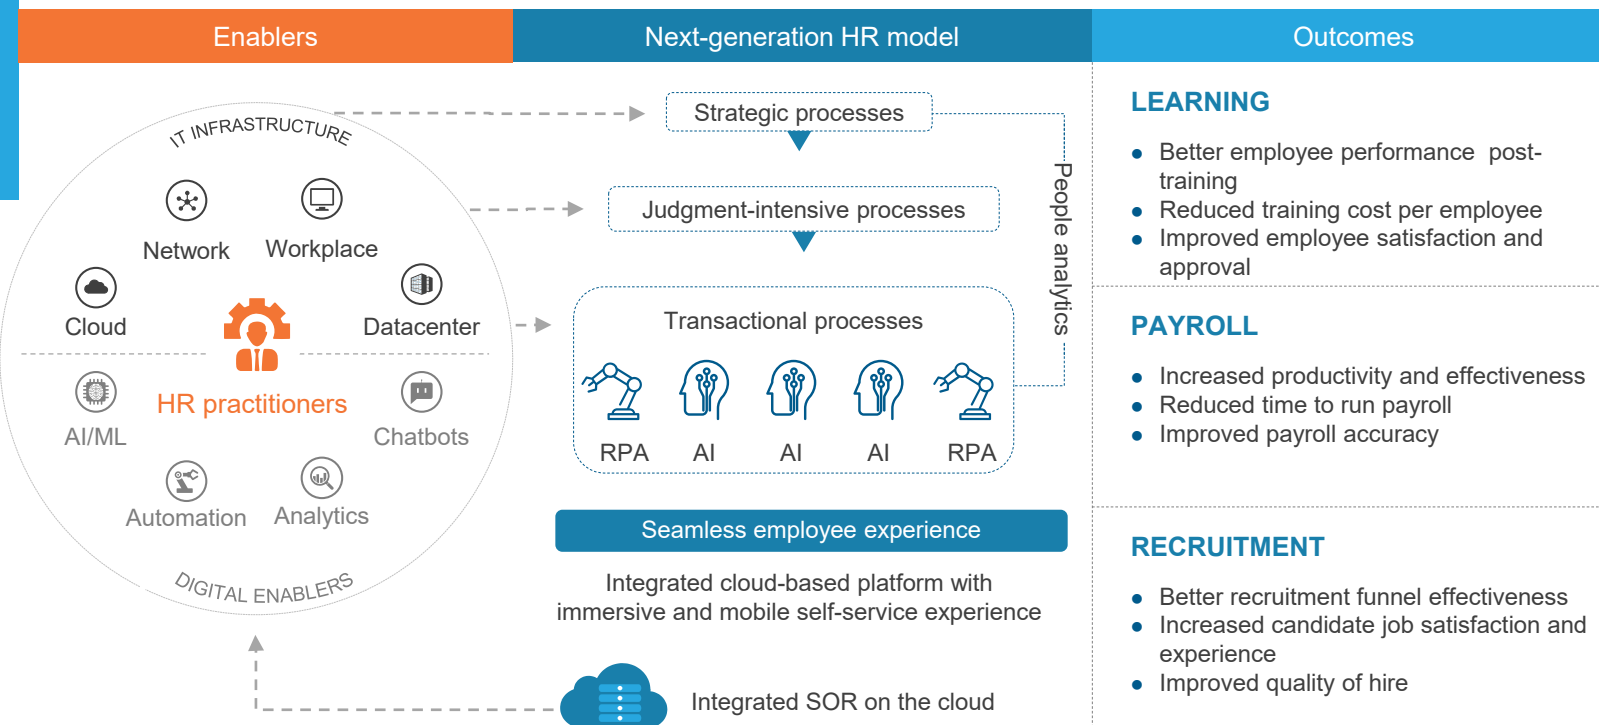 Enablers
Next-generation HR model
Outcomes
IT INFRASTRUCTURE
Network
Workplace
Cloud
Datacenter
HR practitioners
AI/ML
Chatbots
Automation
Analytics
DIGITAL ENABLERS
Strategic processes
Judgment-intensive processes
Transactional processes
RPA
AI
AI
AI
RPA
People analytics
Seamless employee experience
Integrated cloud-based platform with
immersive and mobile self-service experience
Integrated SOR on the cloud
LEARNING
● Better employee performance post-
training
● Reduced training cost per employee
● Improved employee satisfaction and
approval
PAYROLL
● Increased productivity and effectiveness
● Reduced time to run payroll
● Improved payroll accuracy
RECRUITMENT
● Better recruitment funnel effectiveness
● Increased candidate job satisfaction and
experience
● Improved quality of hire